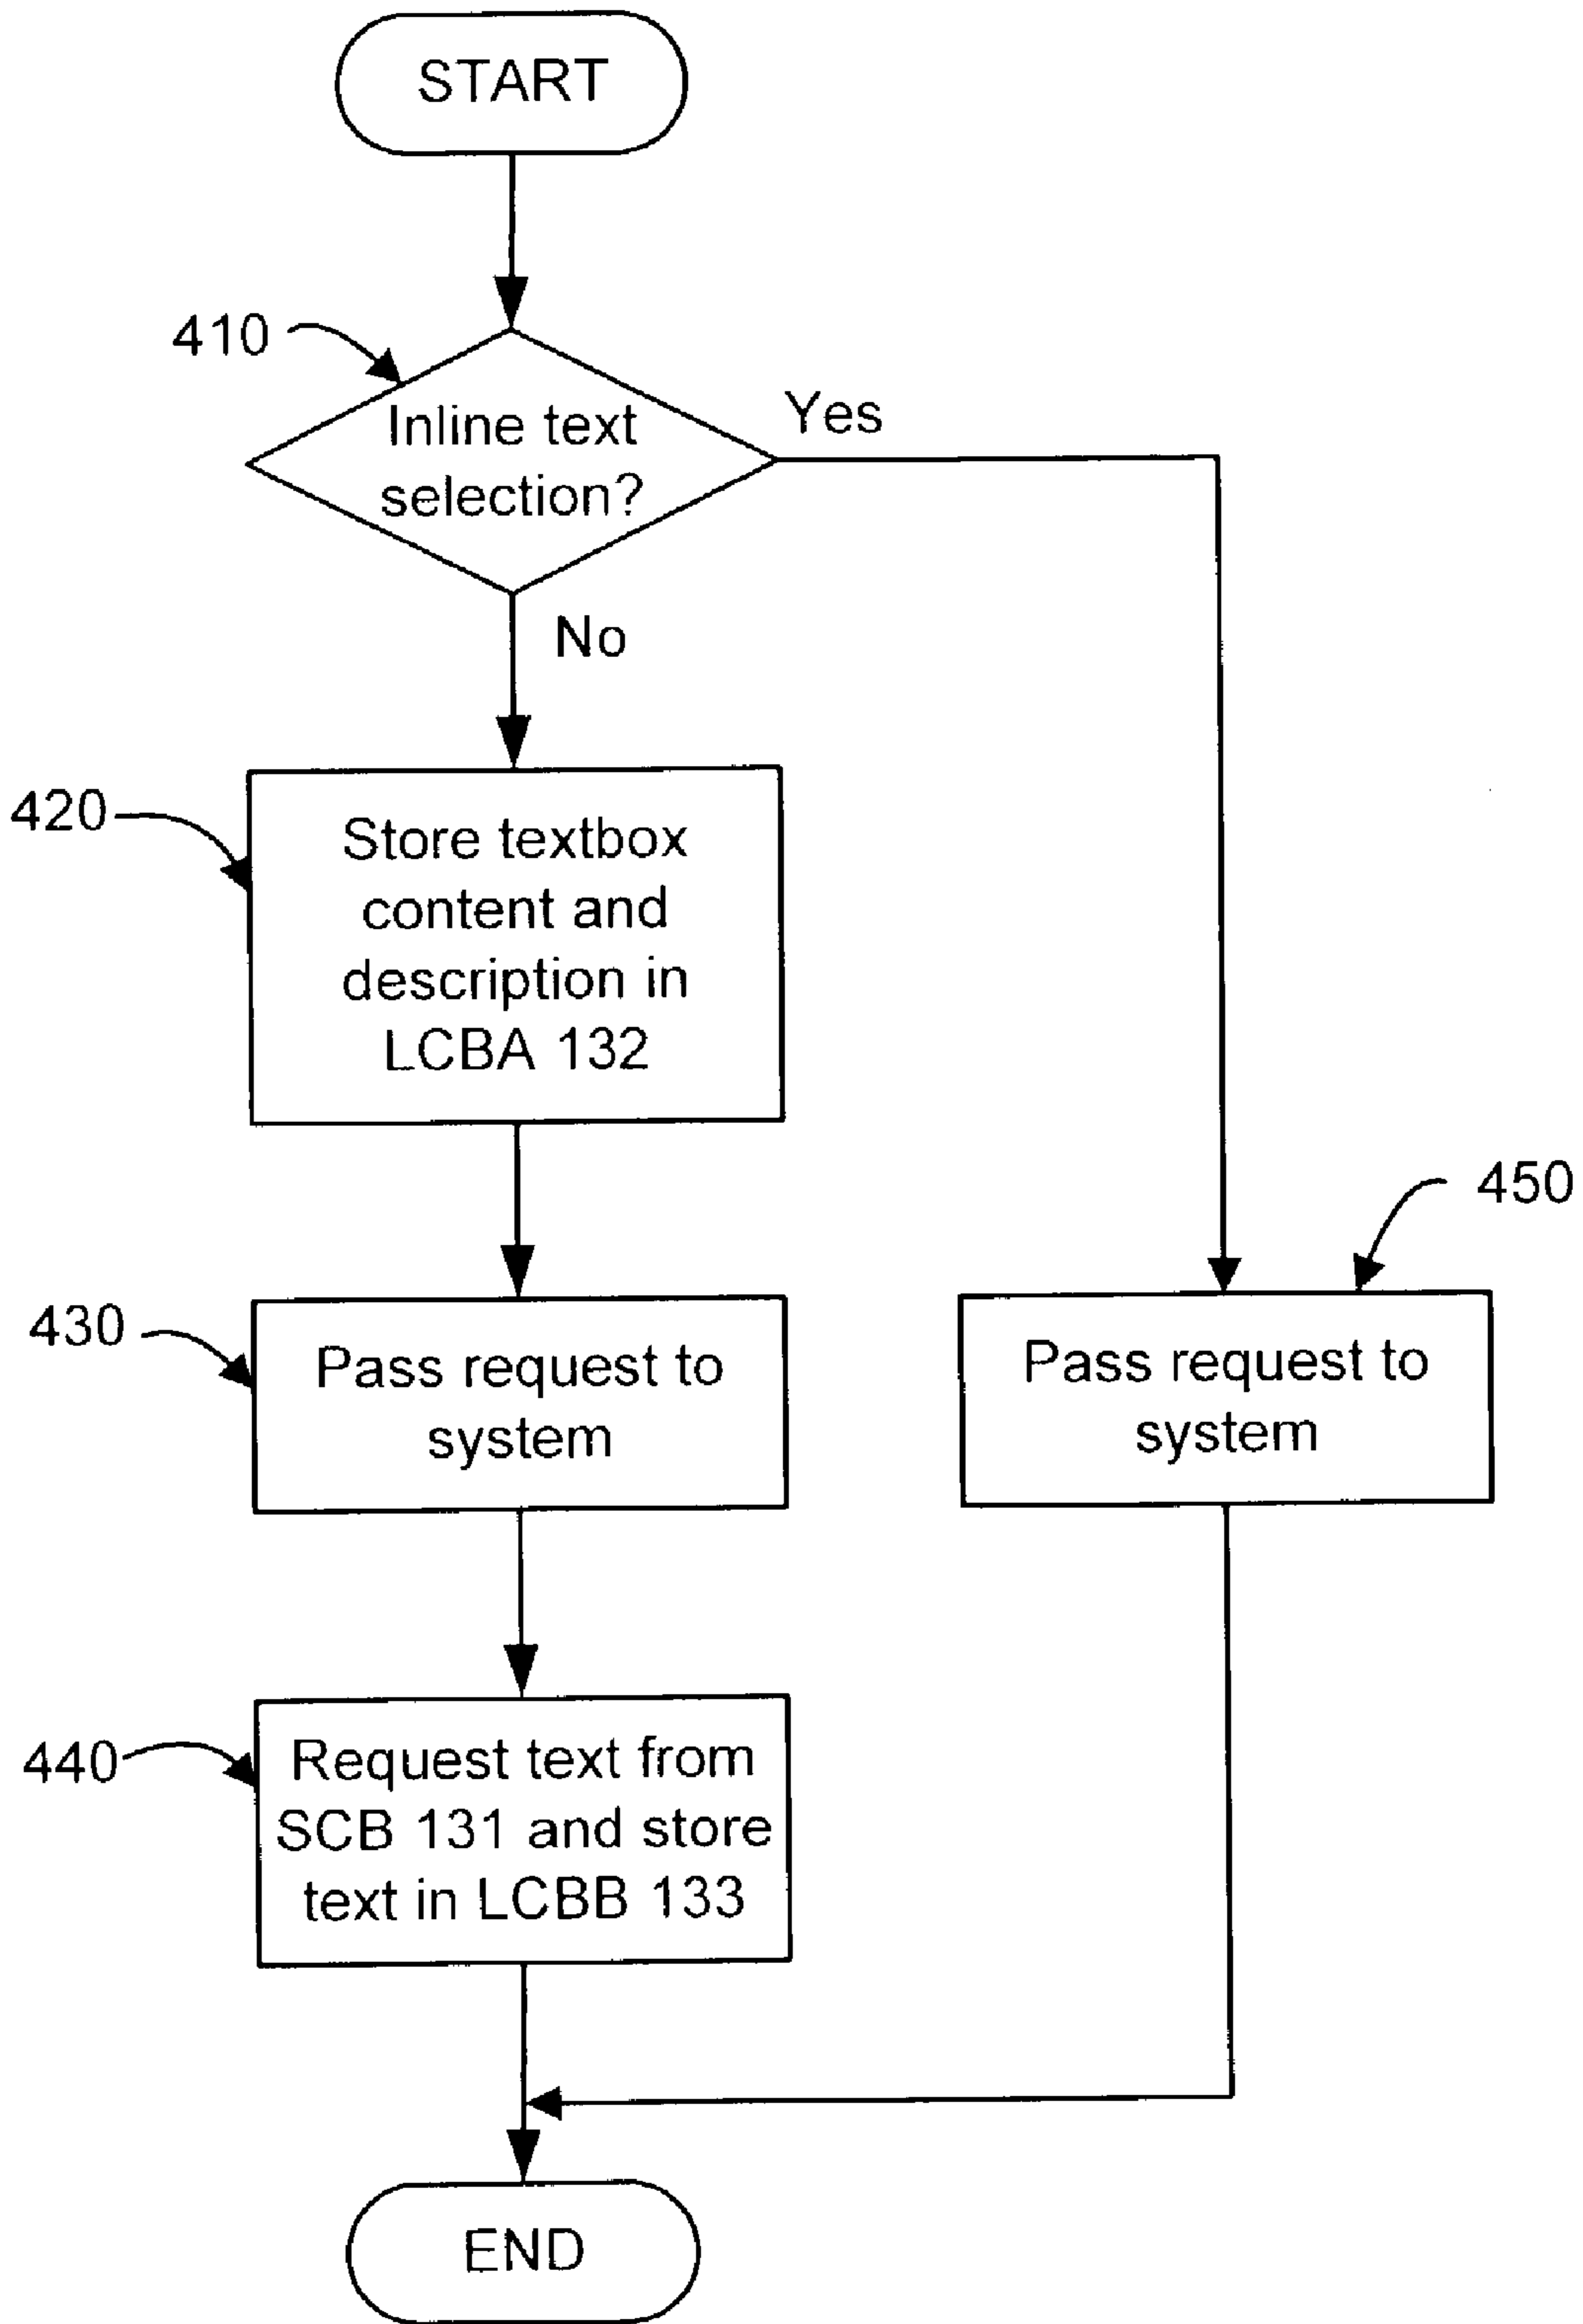 START
410
Inline text
selection?
Yes
No
420
Store textbox
content and
description in
LCBA 132
430
Pass request to
system
450
Pass request to
system
440
Request text from
SCB 131 and store
text in LCBB 133
END